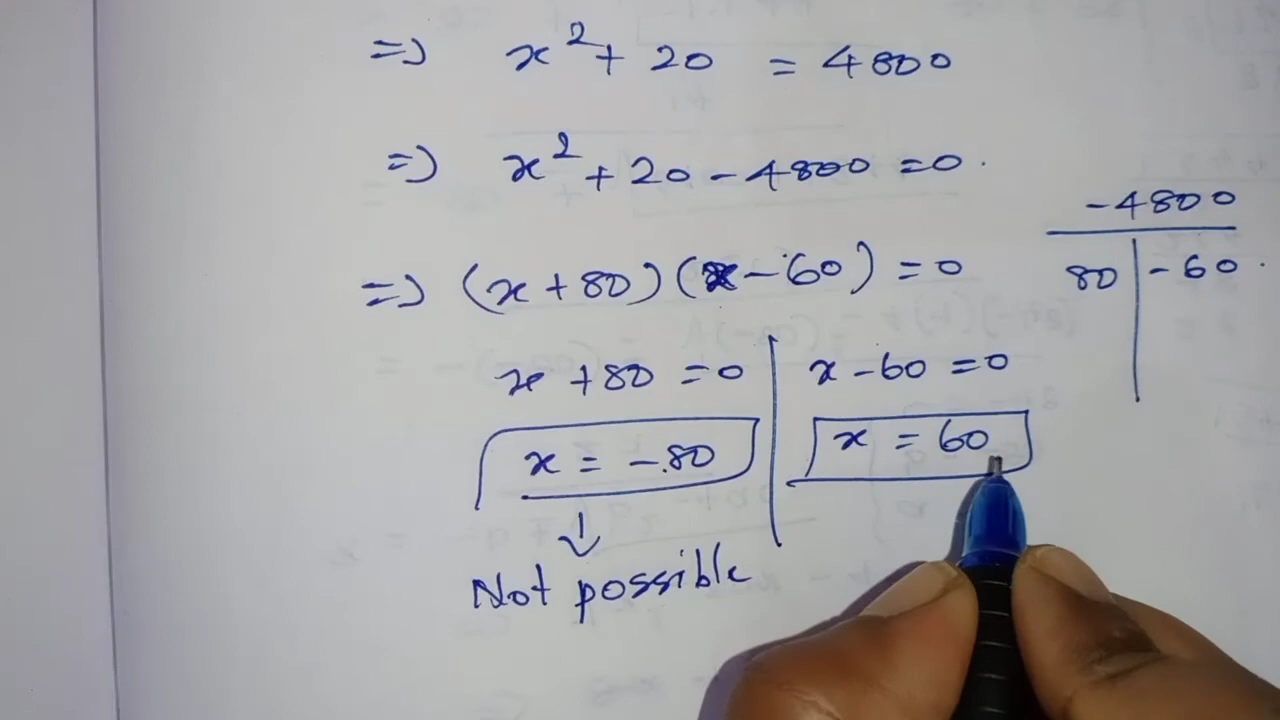 => x² + 20 = 4800
=> x² + 20 - 4800 = 0.
-4800
=> (x + 80) (x - 60) = 0
80 | -60
x + 80 = 0 | x - 60 = 0
x = -80 | x = 60
↓
Not possible